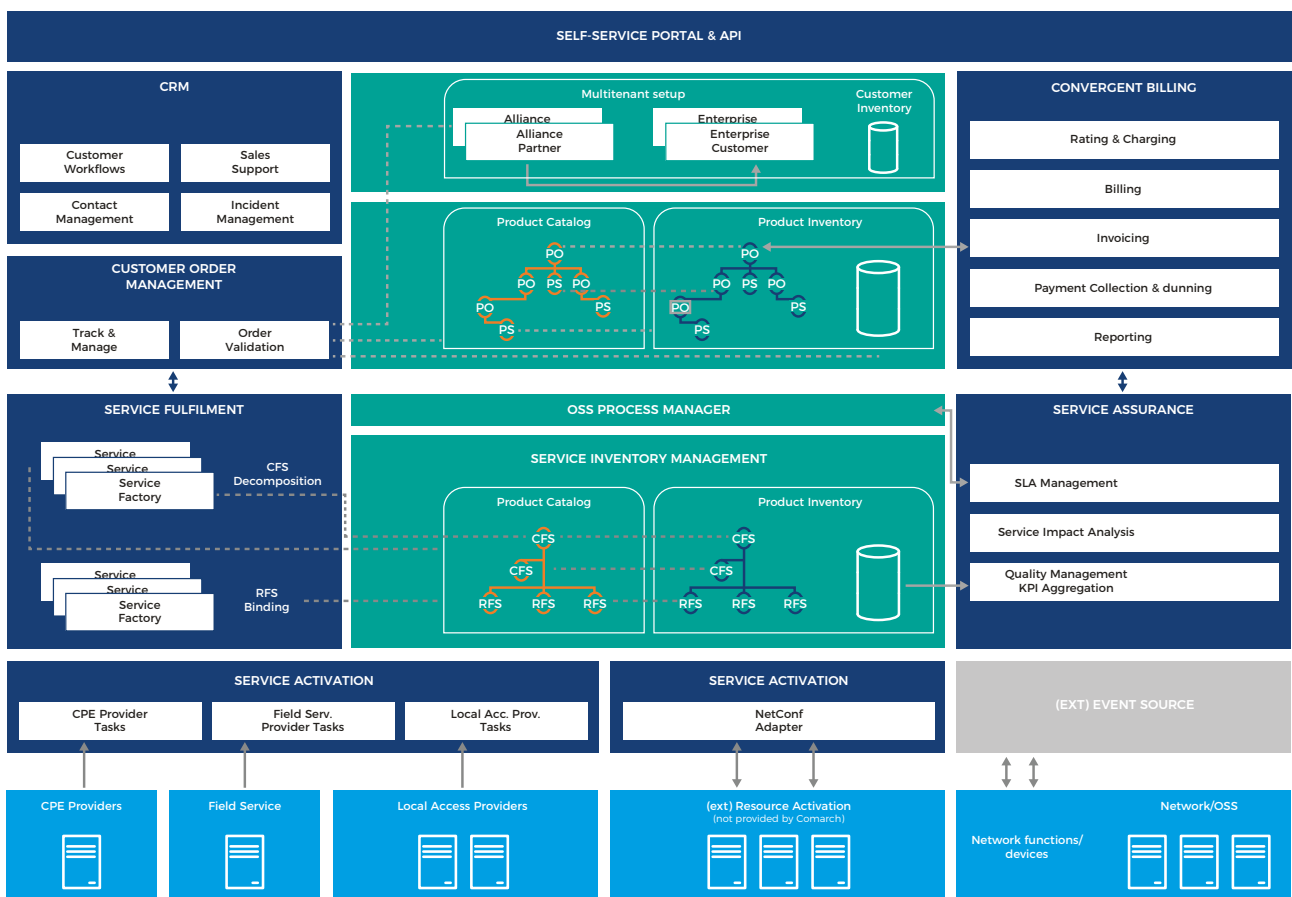 SELF-SERVICE PORTAL & API
CRM
Customer
Workflows
Sales
Support
Contact
Management
Incident
Management
Multitenant setup
Customer
Inventory
Alliance
Alliance
Partner
Enterprise
Enterprise
Customer
CONVERGENT BILLING
Rating & Charging
Billing
Invoicing
Payment Collection & dunning
Reporting
CUSTOMER ORDER
MANAGEMENT
Track &
Manage
Order
Validation
Product Catalog
PO
PO PS PO
PO
PS
PS
Product Inventory
PO
PO PS PO
PO
PS
PS
SERVICE FULFILMENT
Service
Service
Service
Factory
CFS
Decomposition
Service
Service
Service
Factory
RFS
Binding
OSS PROCESS MANAGER
SERVICE INVENTORY MANAGEMENT
Product Catalog
CFS
CFS
RFS RFS RFS
Product Inventory
CFS
CFS
RFS RFS RFS
SERVICE ASSURANCE
SLA Management
Service Impact Analysis
Quality Management
KPI Aggregation
SERVICE ACTIVATION
CPE Provider
Tasks
Field Serv.
Provider Tasks
Local Acc. Prov.
Tasks
SERVICE ACTIVATION
NetConf
Adapter
(EXT) EVENT SOURCE
CPE Providers
Field Service
Local Access Providers
(ext) Resource Activation
(not provided by Comarch)
Network/OSS
Network functions/
devices